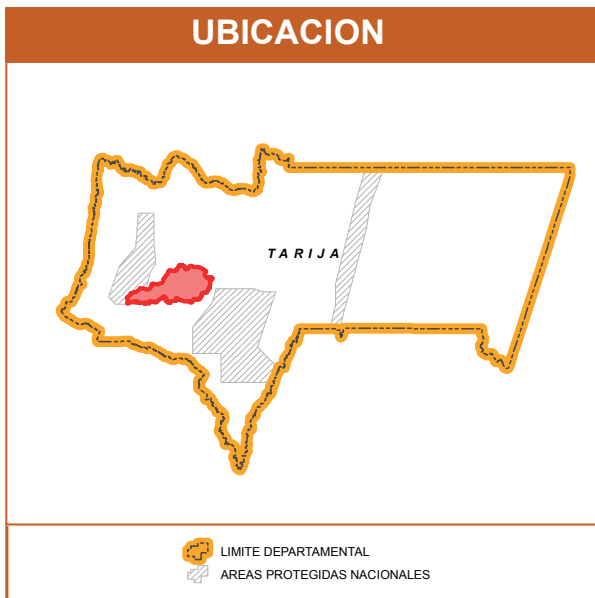 UBICACION
TARIJA
LIMITE DEPARTAMENTAL
AREAS PROTEGIDAS NACIONALES